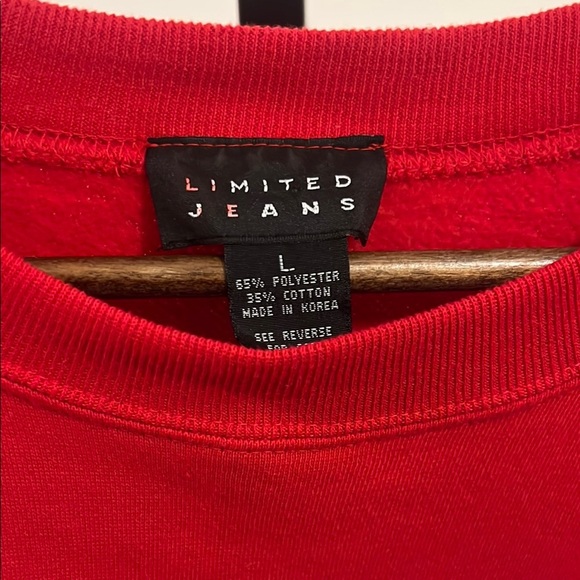 LIMITED
JEANS
L
65% POLYESTER
35% COTTON
MADE IN KOREA
SEE REVERSE